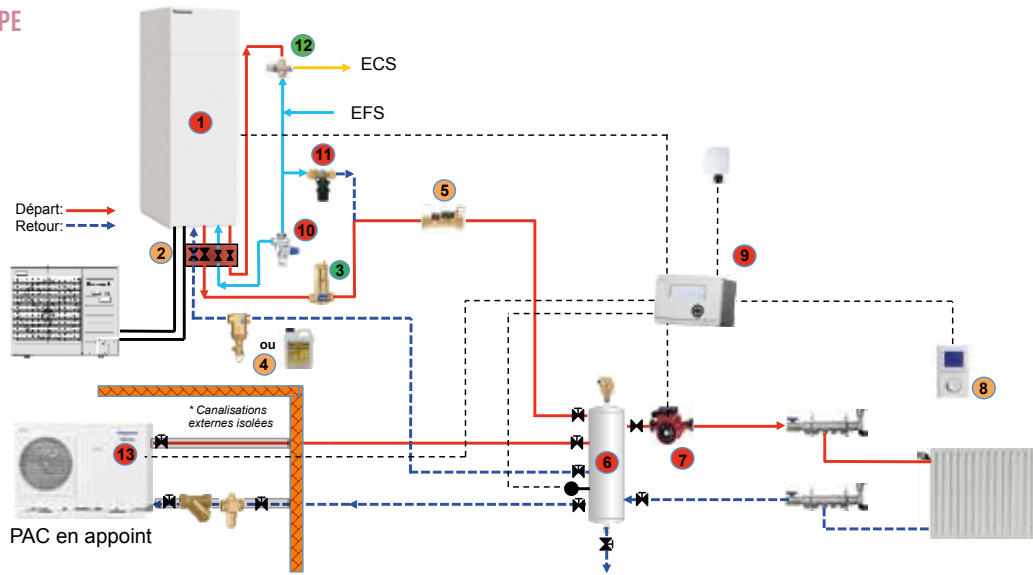 PE
12
ECS
EFS
1
11
5
Départ:
Retour:
2
10
3
9
ou
4
8
* Canalisations
externes isolées
13
6
7
PAC en appoint